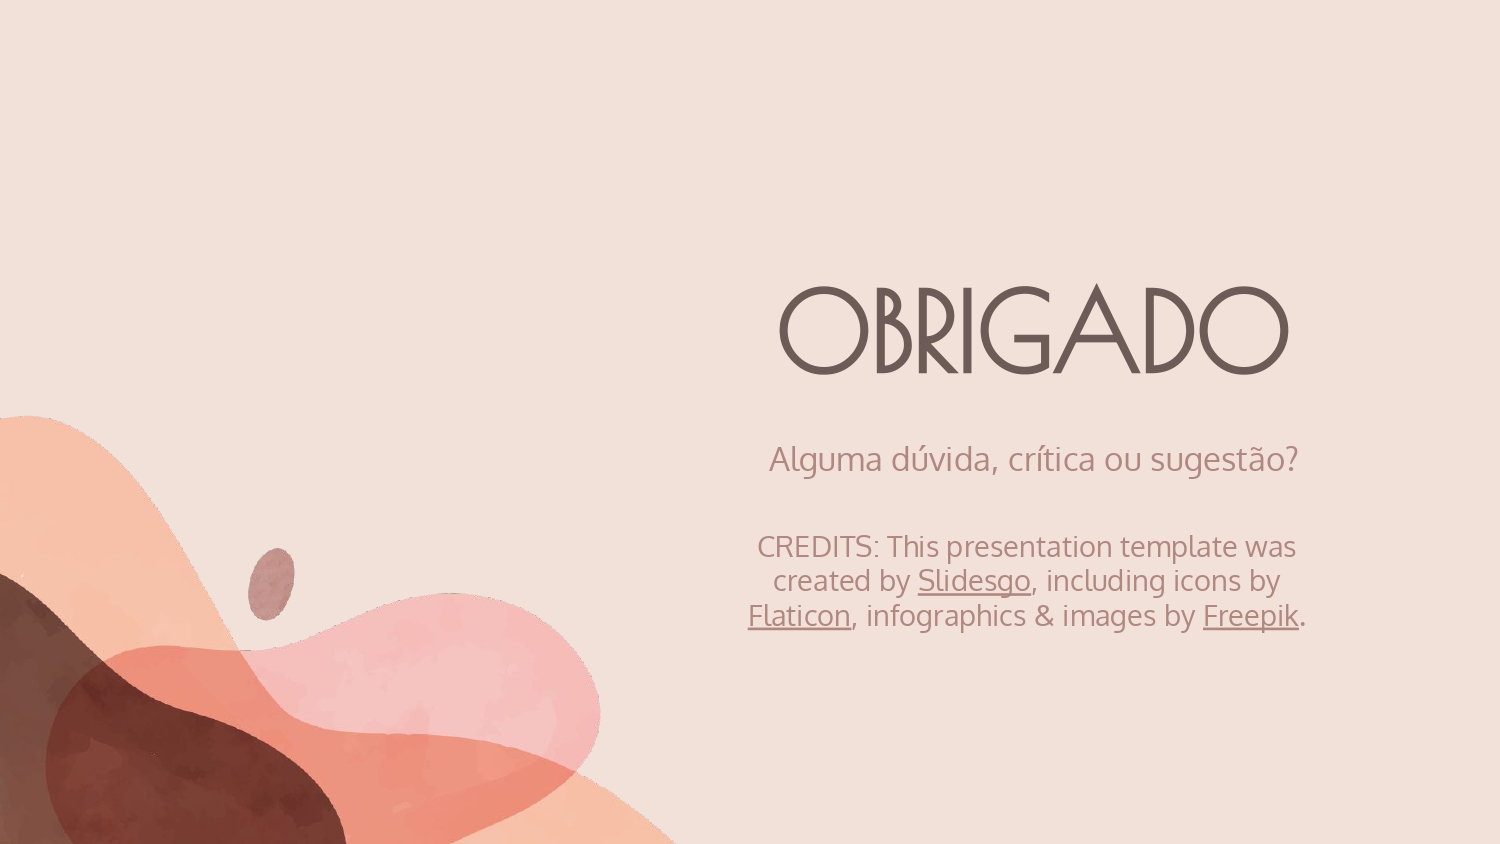 OBRIGADO
Alguma dúvida, crítica ou sugestão?
CREDITS: This presentation template was
created by Slidesgo, including icons by
Flaticon, infographics & images by Freepik.